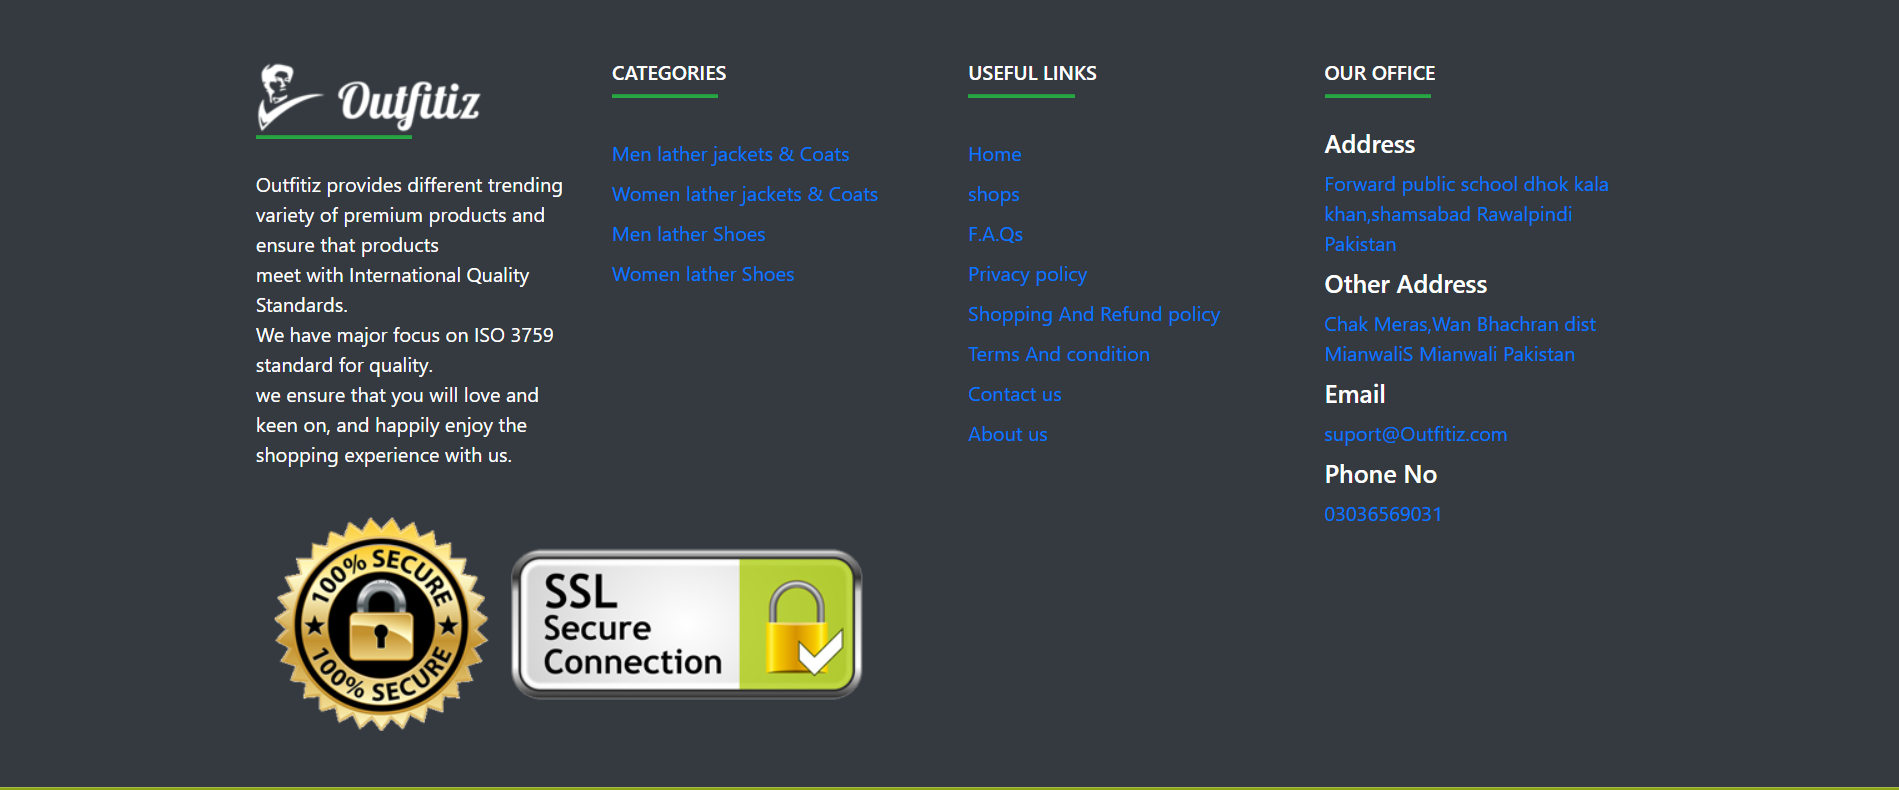 Outfitiz
Outfitiz provides different trending
variety of premium products and
ensure that products
meet with International Quality
Standards.
We have major focus on ISO 3759
standard for quality.
we ensure that you will love and
keen on, and happily enjoy the
shopping experience with us.
CATEGORIES
Men lather jackets & Coats
Women lather jackets & Coats
Men lather Shoes
Women lather Shoes
USEFUL LINKS
Home
shops
F.A.Qs
Privacy policy
Shopping And Refund policy
Terms And condition
Contact us
About us
OUR OFFICE
Address
Forward public school dhok kala
khan,shamsabad Rawalpindi
Pakistan
Other Address
Chak Meras,Wan Bhachran dist
MianwaliS Mianwali Pakistan
Email
suport@Outfitiz.com
Phone No
03036569031
100% SECURE
100% SECURE
SSL
Secure
Connection